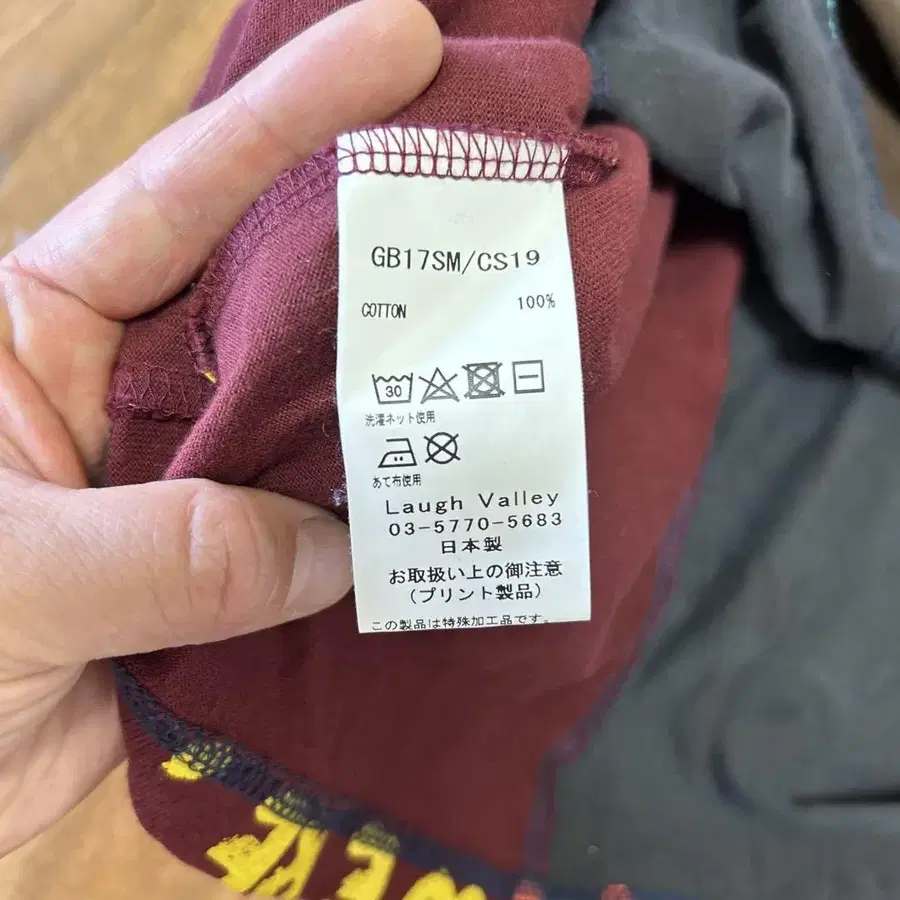 GB17SM/CS19
COTTON 100%
30
洗濯ネット使用
あて布使用
Laugh Valley
03-5770-5683
日本製
お取扱い上の御注意
(プリント製品)
この製品は特殊加工品です。